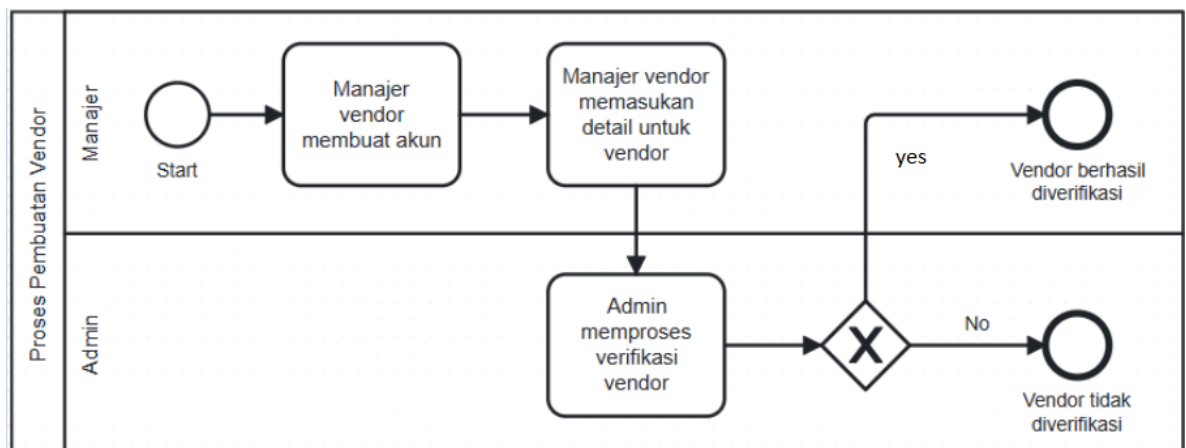 Proses Pembuatan Vendor
Manajer
Start
Manajer
vendor
membuat akun
Manajer vendor
memasukan
detail untuk
vendor
yes
Vendor berhasil
diverifikasi
Admin
Admin
memproses
verifikasi
vendor
X
No
Vendor tidak
diverifikasi